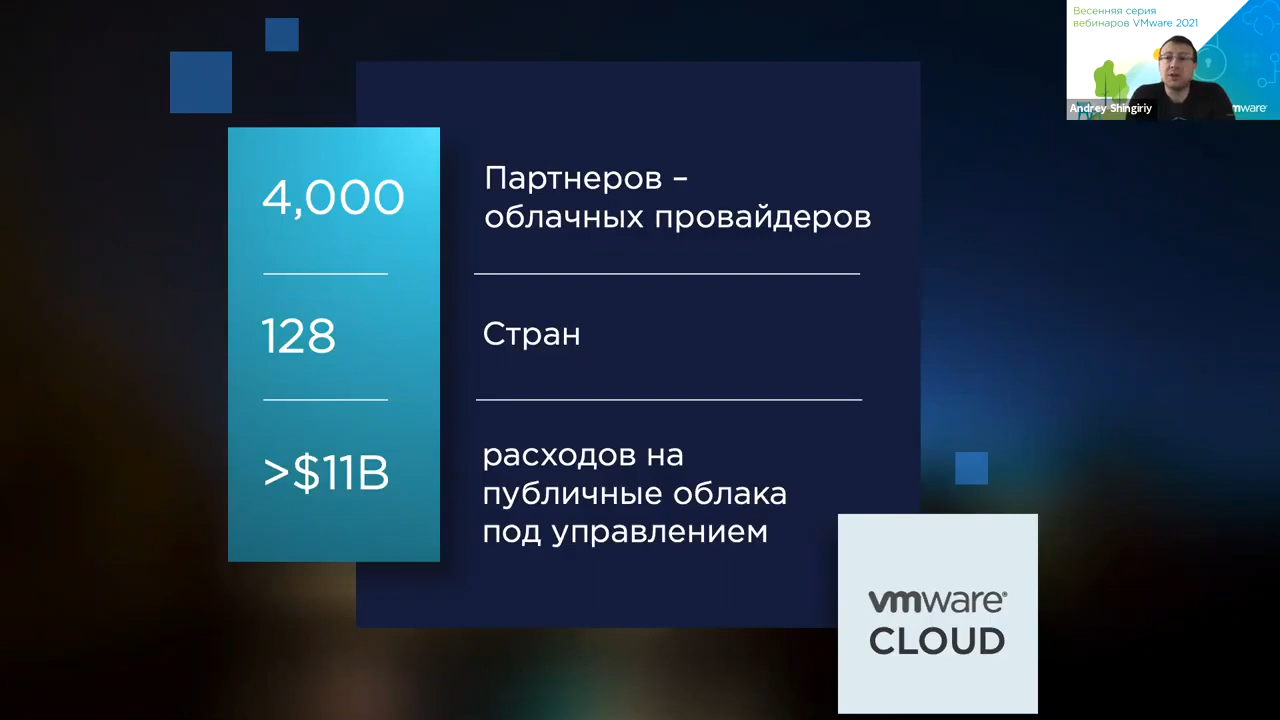 Весенняя серия
вебинаров VMware 2021
Andrey Shingiriy
mware
4,000
Партнеров –
облачных провайдеров
128
Стран
>$11B
расходов на
публичные облака
под управлением
vmware®
CLOUD